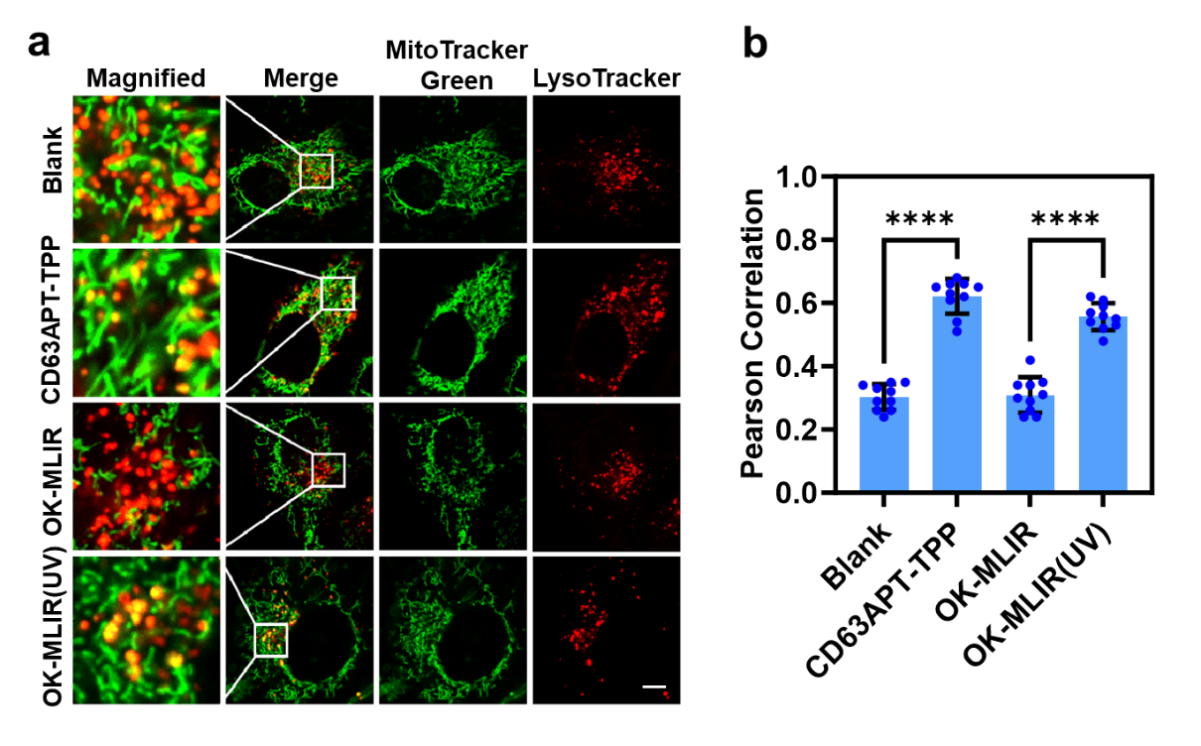 a
Magnified
Merge
MitoTracker
Green
LysoTracker
Blank
CD63APT-TPP
OK-MLIR
OK-MLIR(UV)
b
Pearson Correlation
1.0
0.8
0.6
0.4
0.2
0.0
****
****
Blank
CD63APT-TPP
OK-MLIR
OK-MLIR(UV)